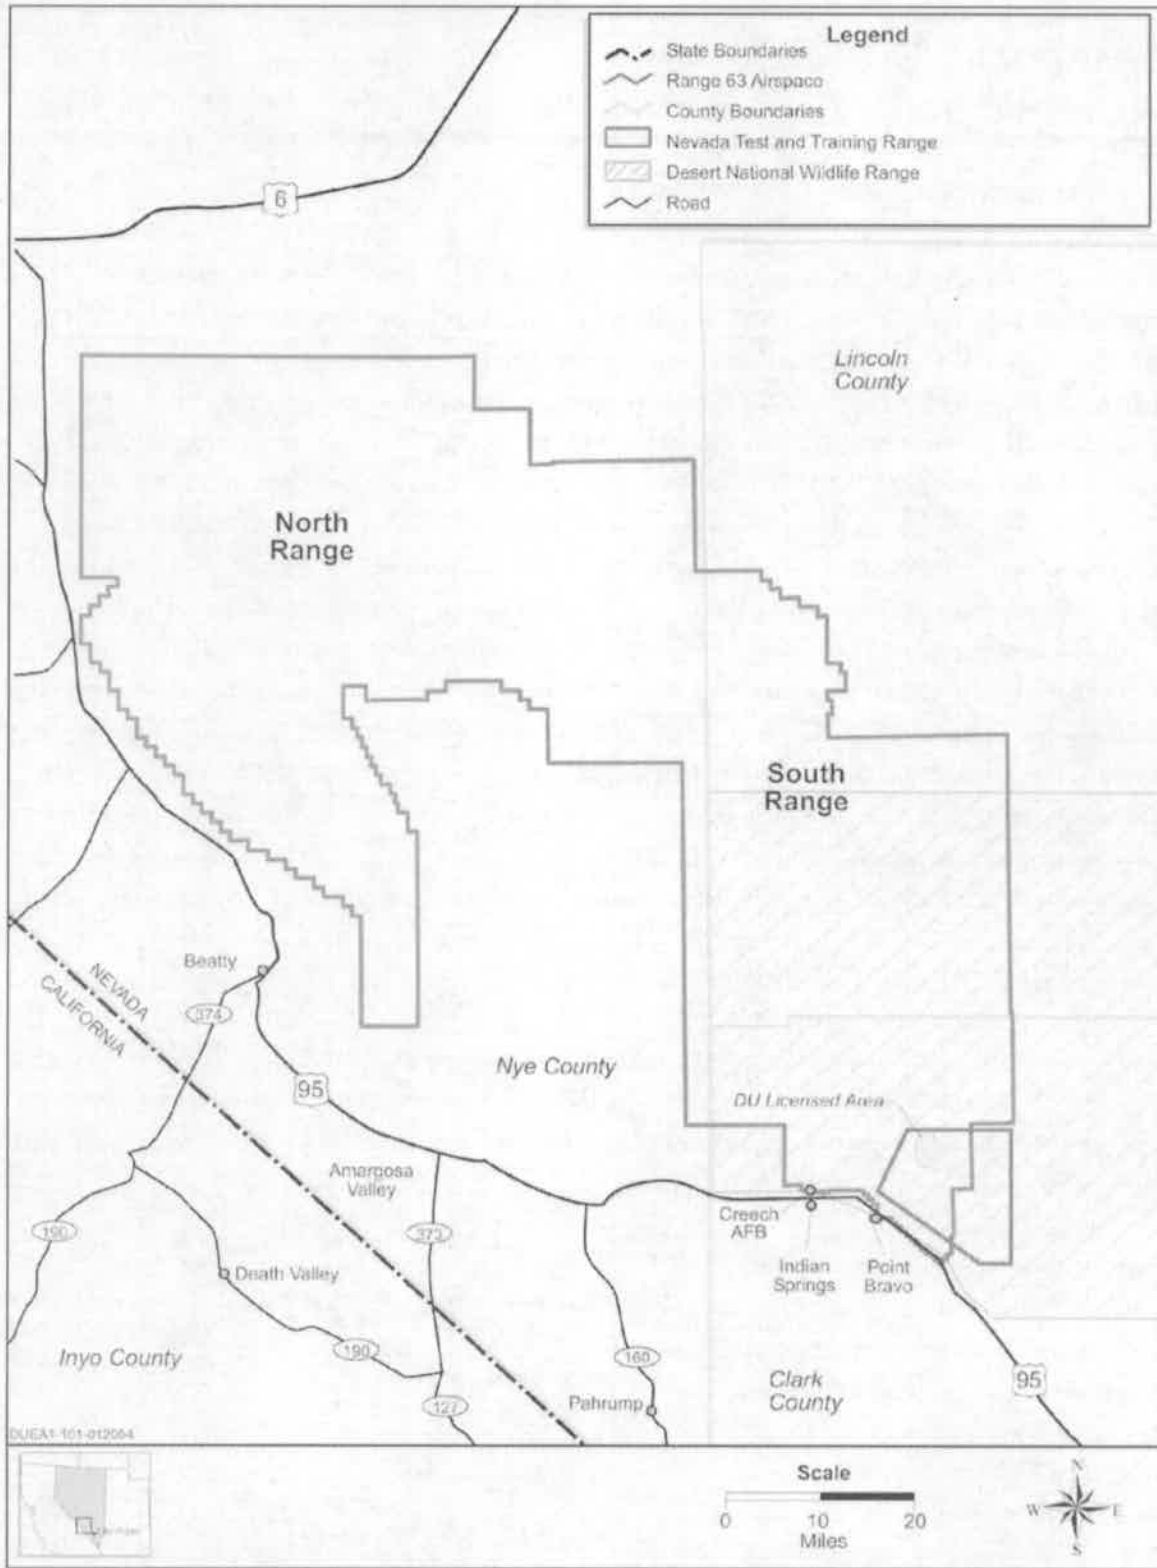 Legend
State Boundaries
Range 63 Airspace
County Boundaries
Nevada Test and Training Range
Desert National Wildlife Range
Road
6
Lincoln
County
North
Range
South
Range
Beatty
NEVADA
CALIFORNIA
374
95
Nye County
DU Licensed Area
Amargosa
Valley
Creech
AFB
190
373
Death Valley
Indian
Springs
Point
Bravo
Inyo County
190
160
Clark
County
95
127
Pahrump
DUEA1-101-012004
Scale
0 10 20
Miles
N
W E
S